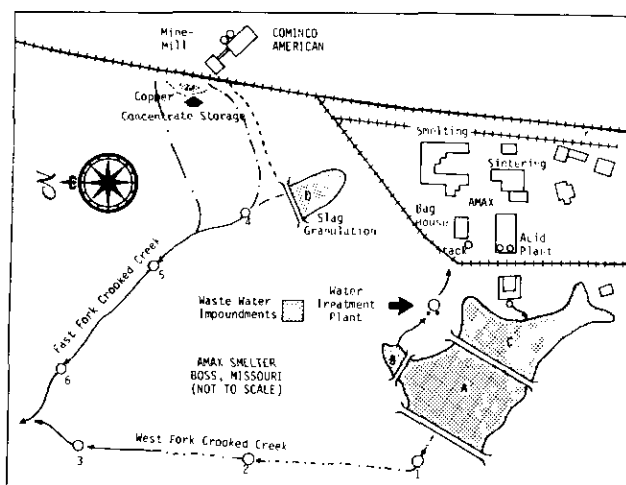 Mine-
Mill
COMINCO
AMERICAN
Copper
Concentrate Storage
N
Smelting
Sintering
AMAX
Bag
House
Stack
Acid
Plant
D
Slag
Granulation
4
5
6
East Fork Crooked Creek
Waste Water
Impoundments
Water
Treatment
Plant
AMAX SMELTER
BOSS, MISSOURI
(NOT TO SCALE)
B
C
A
West Fork Crooked Creek
3
2
1